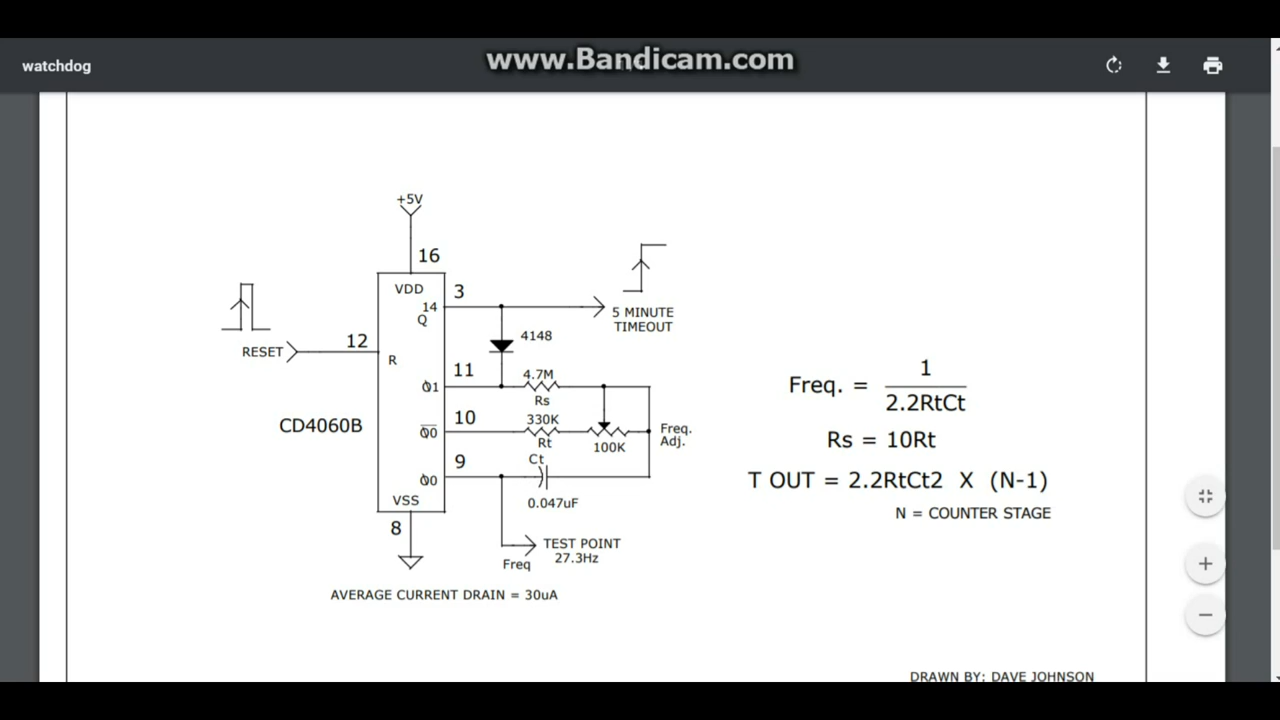 www.Bandicam.com
watchdog
+5V
16
VDD
3
14
Q
5 MINUTE
TIMEOUT
4148
12
RESET
R
11
4.7M
Φ1
Rs
10
330K
CD4060B
Φ0
Rt
100K
Freq.
Adj.
9
Ct
Φ0
VSS
0.047uF
8
TEST POINT
27.3Hz
Freq
AVERAGE CURRENT DRAIN = 30uA
Freq. = 1
2.2RtCt
Rs = 10Rt
T OUT = 2.2RtCt2 X (N-1)
N = COUNTER STAGE
DRAWN BY: DAVE JOHNSON